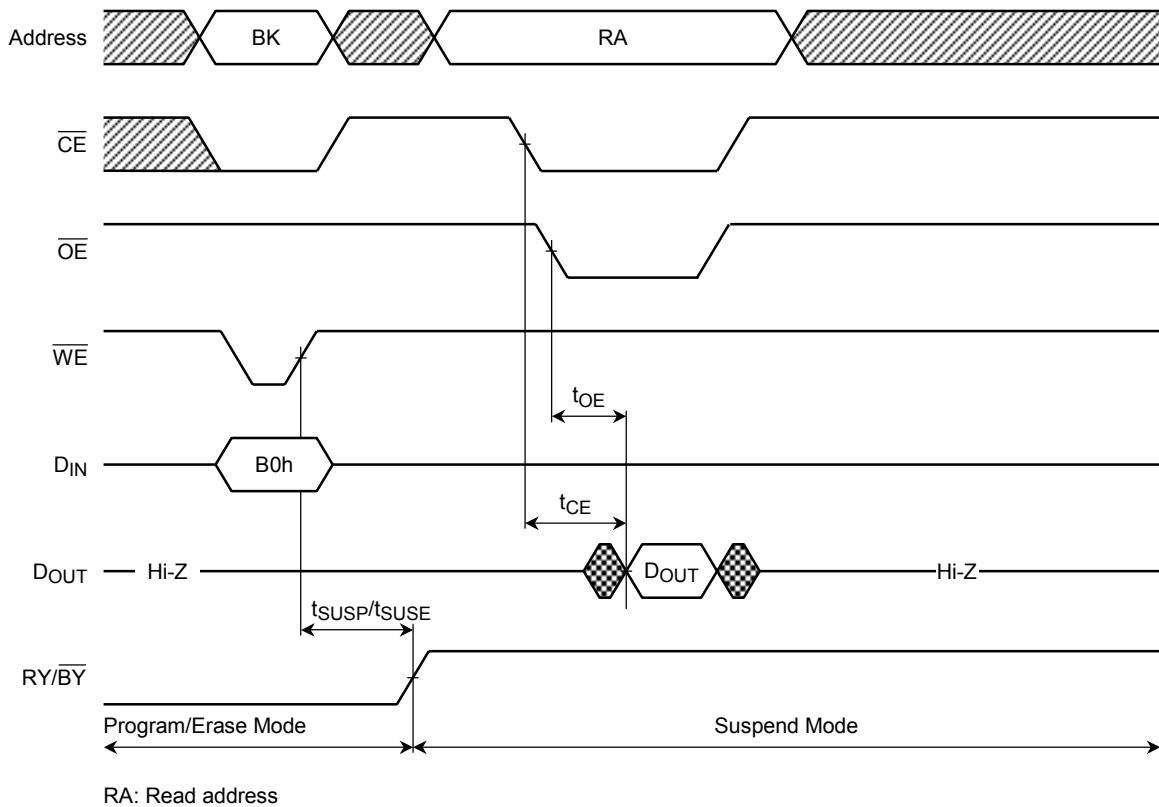 Address BK RA
CE
OE
WE
tOE
DIN B0h
tCE
DOUT Hi-Z DOUT Hi-Z
tSUSP/tSUSE
RY/BY
Program/Erase Mode Suspend Mode
RA: Read address